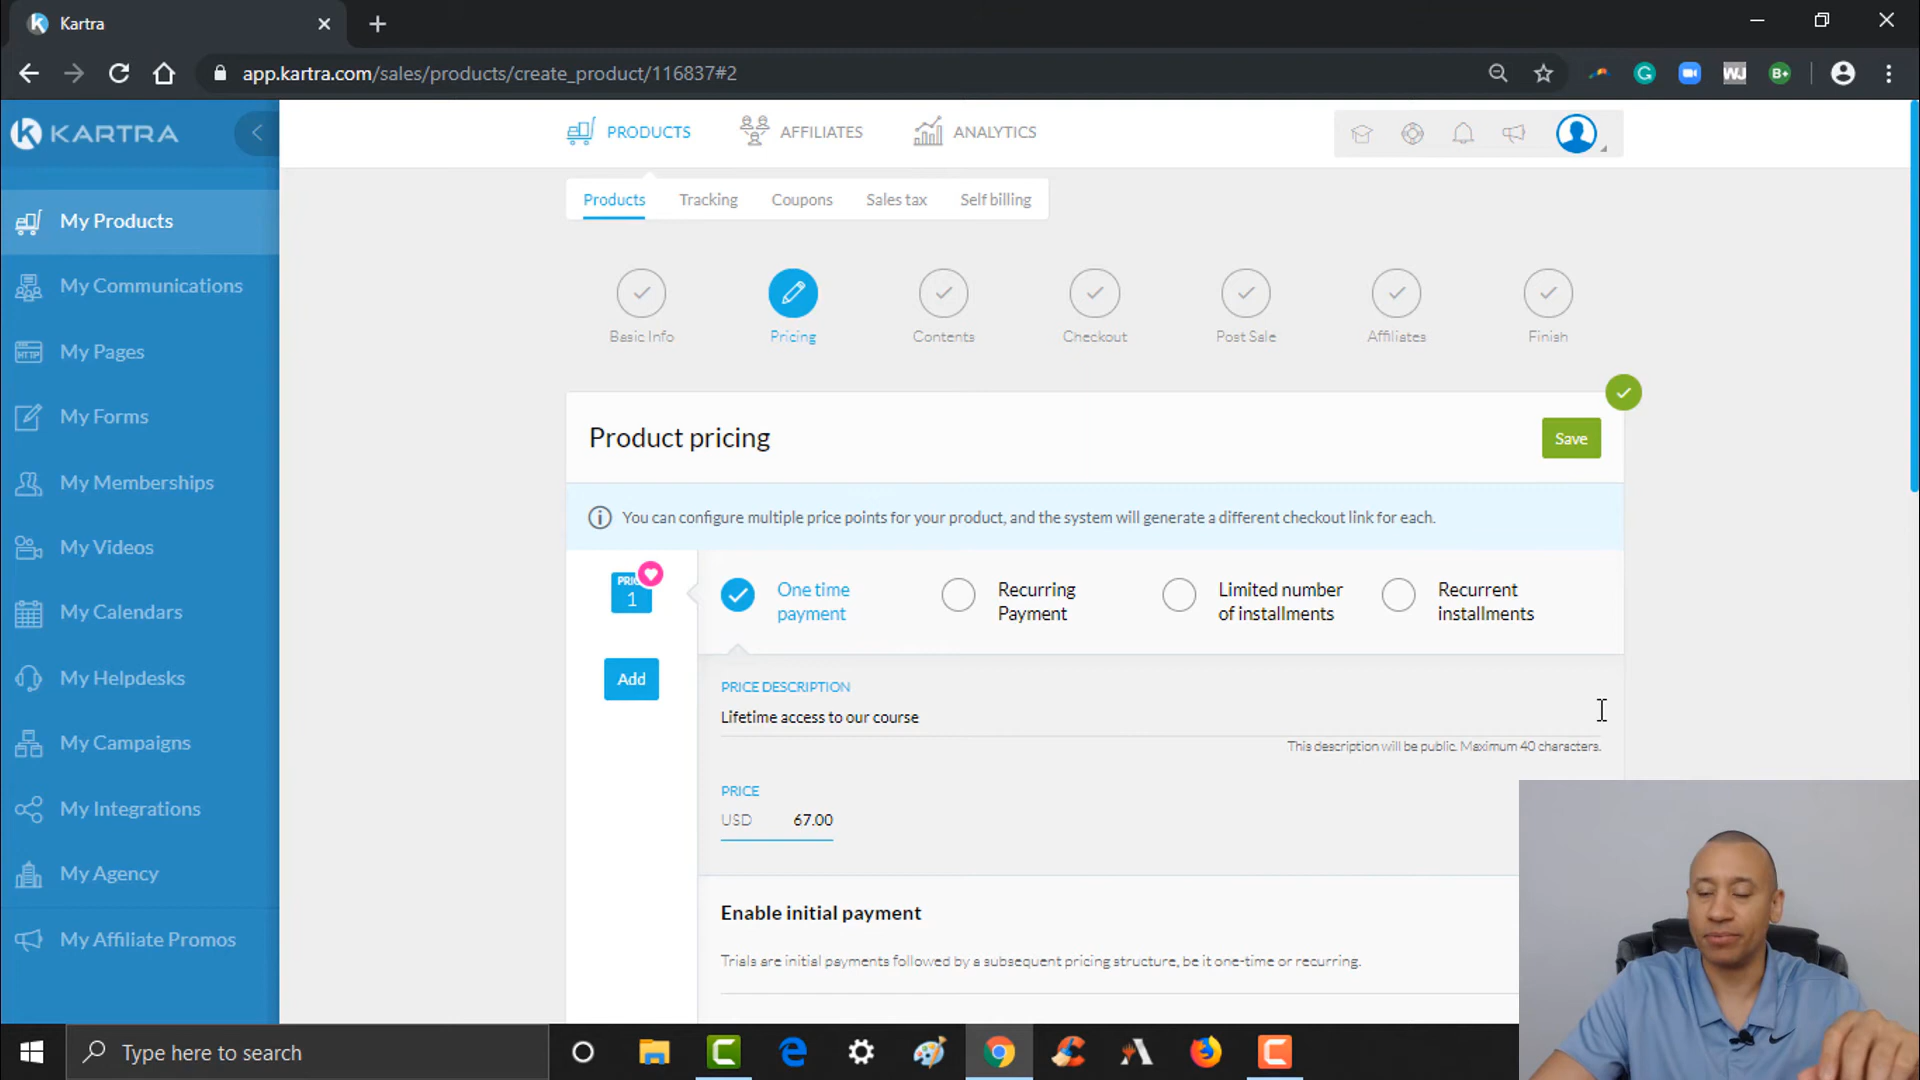 Kartra
app.kartra.com/sales/products/create_product/116837#2
WJ
B+
KARTRA
PRODUCTS
AFFILIATES
ANALYTICS
Products
Tracking
Coupons
Sales tax
Self billing
My Products
My Communications
My Pages
My Forms
My Memberships
My Videos
My Calendars
My Helpdesks
My Campaigns
My Integrations
My Agency
My Affiliate Promos
Basic Info
Pricing
Contents
Checkout
Post Sale
Affiliates
Finish
Product pricing
Save
You can configure multiple price points for your product, and the system will generate a different checkout link for each.
1
One time
payment
Recurring
Payment
Limited number
of installments
Recurrent
installments
Add
PRICE DESCRIPTION
Lifetime access to our course
This description will be public. Maximum 40 characters.
PRICE
USD 67.00
Enable initial payment
Trials are initial payments followed by a subsequent pricing structure, be it one-time or recurring.
Type here to search